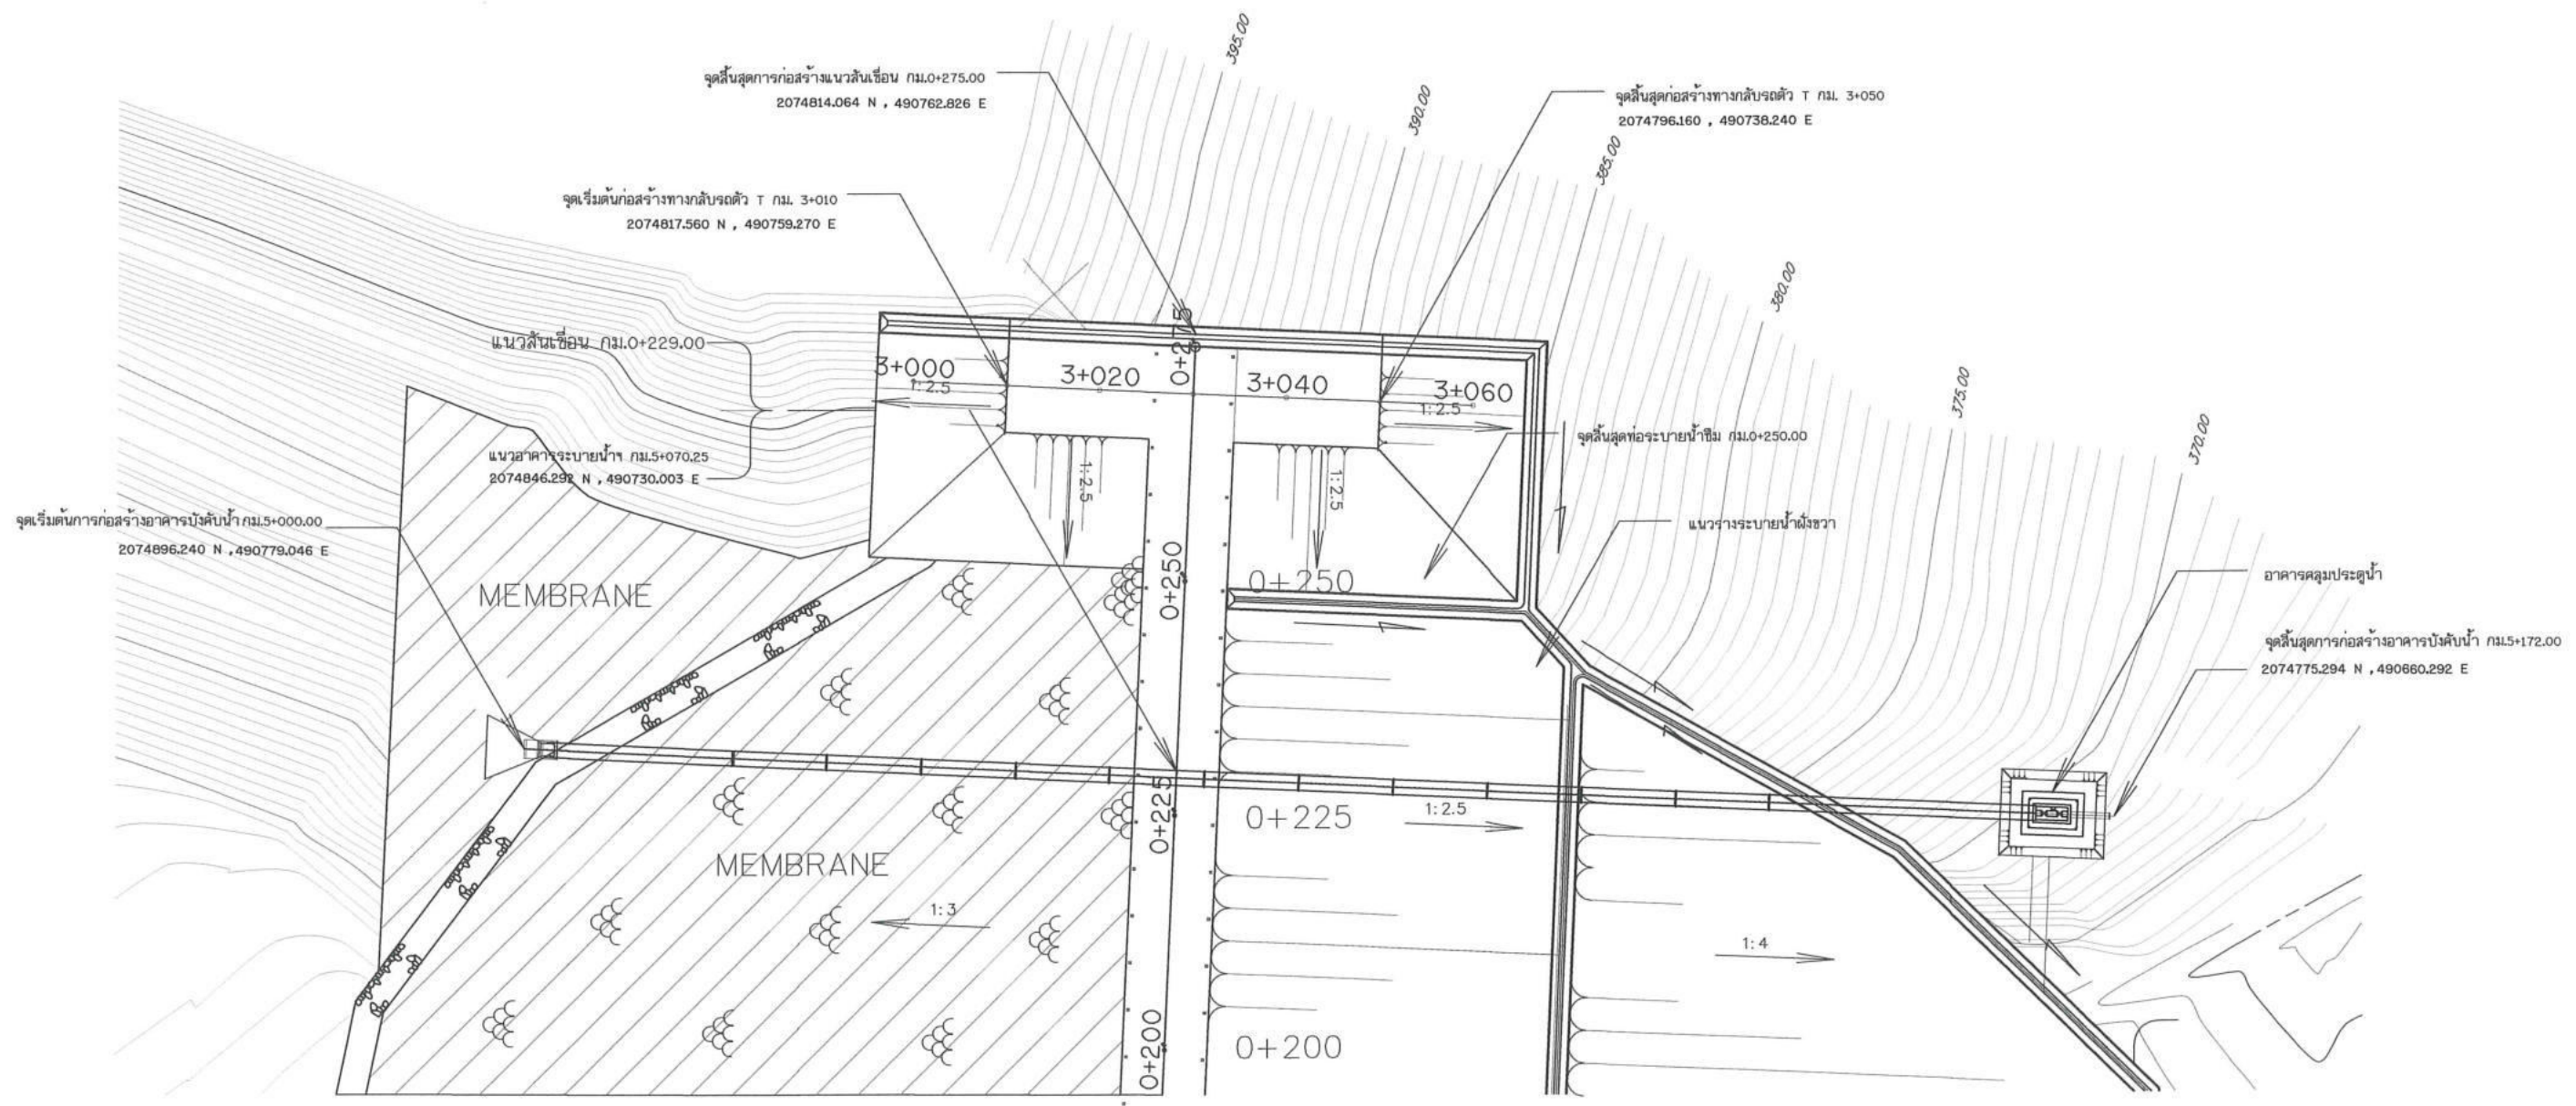 395.00
จุดสิ้นสุดการก่อสร้างแนวสันเขื่อน กม.0+275.00
2074814.064 N , 490762.826 E
390.00
จุดสิ้นสุดก่อสร้างทางกลับรถตัว T กม. 3+050
2074796.160 , 490738.240 E
385.00
จุดเริ่มต้นก่อสร้างทางกลับรถตัว T กม. 3+010
2074817.560 N , 490759.270 E
380.00
0+275
แนวสันเขื่อน กม.0+229.00
3+000
3+020
3+040
3+060
1:2.5
1:2.5
375.00
370.00
แนวอาคารระบายน้ำฯ กม.5+070.25
2074846.292 N , 490730.003 E
1:2.5
1:2.5
จุดสิ้นสุดท่อระบายน้ำซึม กม.0+250.00
จุดเริ่มต้นการก่อสร้างอาคารบังคับน้ำ กม.5+000.00
2074896.240 N ,490779.046 E
แนวรางระบายน้ำฝั่งขวา
MEMBRANE
0+250
0+250
อาคารคลุมประตูน้ำ
จุดสิ้นสุดการก่อสร้างอาคารบังคับน้ำ กม.5+172.00
2074775.294 N ,490660.292 E
0+225
0+225
1:2.5
MEMBRANE
1:3
1:4
0+200
0+200